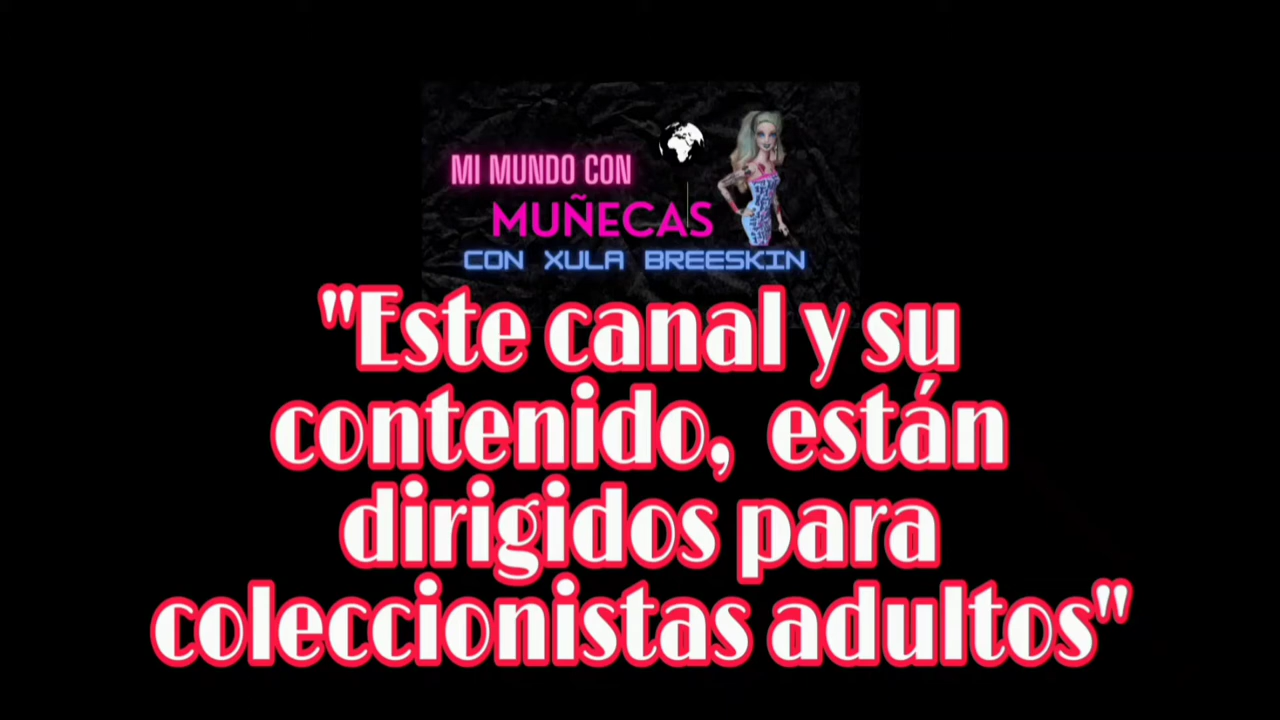 MI MUNDO CON
MUÑECAS
CON XULA BREESKIN
"Este canal y su
contenido, están
dirigidos para
coleccionistas adultos"